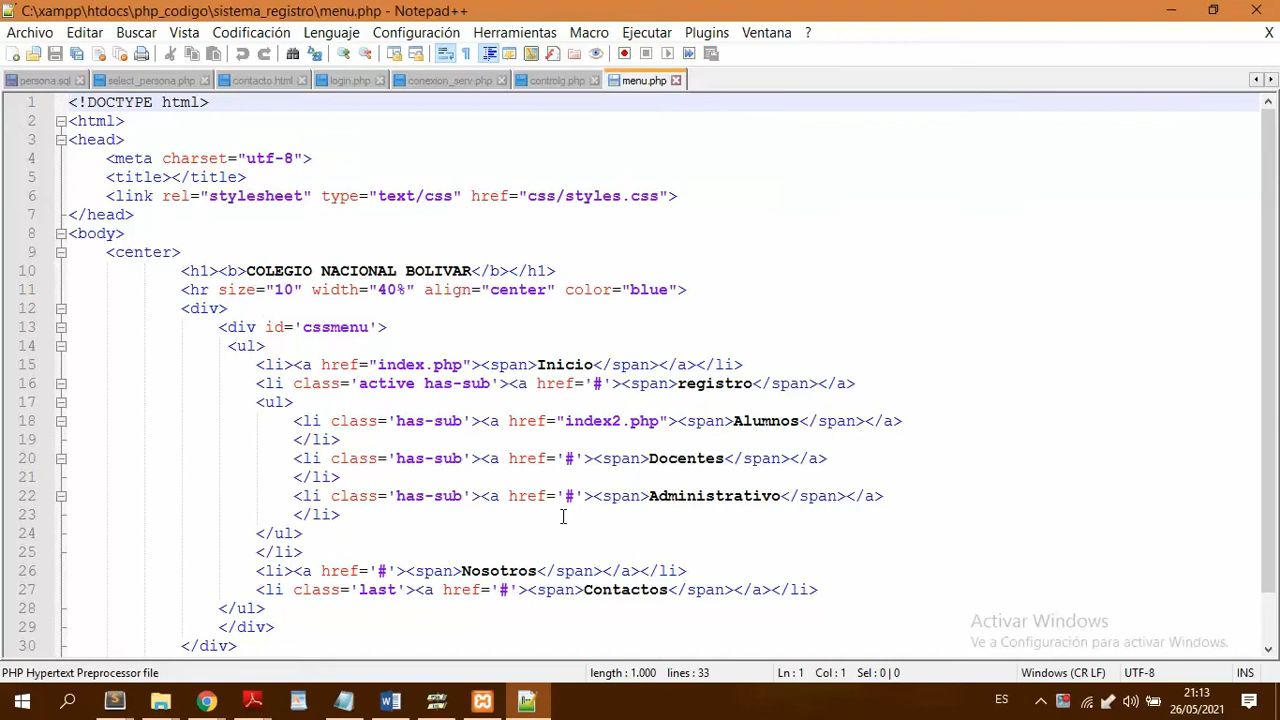 C:\xampp\htdocs\php_codigo\sistema_registro\menu.php - Notepad++
Archivo Editar Buscar Vista Codificación Lenguaje Configuración Herramientas Macro Ejecutar Plugins Ventana ? X
persona.sql select_persona.php contacto.html login.php conexion_serv.php controlg.php menu.php
1 <!DOCTYPE html>
2 <html>
3 <head>
4 <meta charset="utf-8">
5 <title></title>
6 <link rel="stylesheet" type="text/css" href="css/styles.css">
7 </head>
8 <body>
9 <center>
10 <h1><b>COLEGIO NACIONAL BOLIVAR</b></h1>
11 <hr size="10" width="40%" align="center" color="blue">
12 <div>
13 <div id='cssmenu'>
14 <ul>
15 <li><a href="index.php"><span>Inicio</span></a></li>
16 <li class='active has-sub'><a href='#'><span>registro</span></a>
17 <ul>
18 <li class='has-sub'><a href="index2.php"><span>Alumnos</span></a>
19 </li>
20 <li class='has-sub'><a href='#'><span>Docentes</span></a>
21 </li>
22 <li class='has-sub'><a href='#'><span>Administrativo</span></a>
23 </li>
24 </ul>
25 </li>
26 <li><a href='#'><span>Nosotros</span></a></li>
27 <li class='last'><a href='#'><span>Contactos</span></a></li>
28 </ul>
29 </div>
30 </div>
Activar Windows
Ve a Configuración para activar Windows.
PHP Hypertext Preprocessor file length : 1.000 lines : 33 Ln : 1 Col : 1 Sel : 0 | 0 Windows (CR LF) UTF-8 INS
ES 21:13
26/05/2021